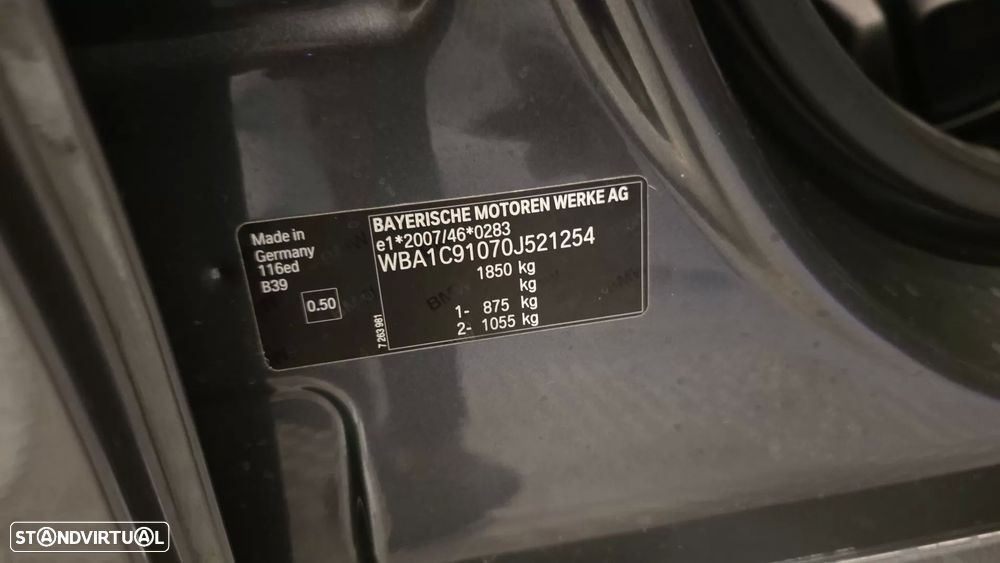 Made in
Germany
116ed
B39
0.50
BAYERISCHE MOTOREN WERKE AG
e1*2007/46*0283
WBA1C91070J521254
1850 kg
kg
1- 875 kg
2- 1055 kg
7 263 981
STANDVIRTUAL